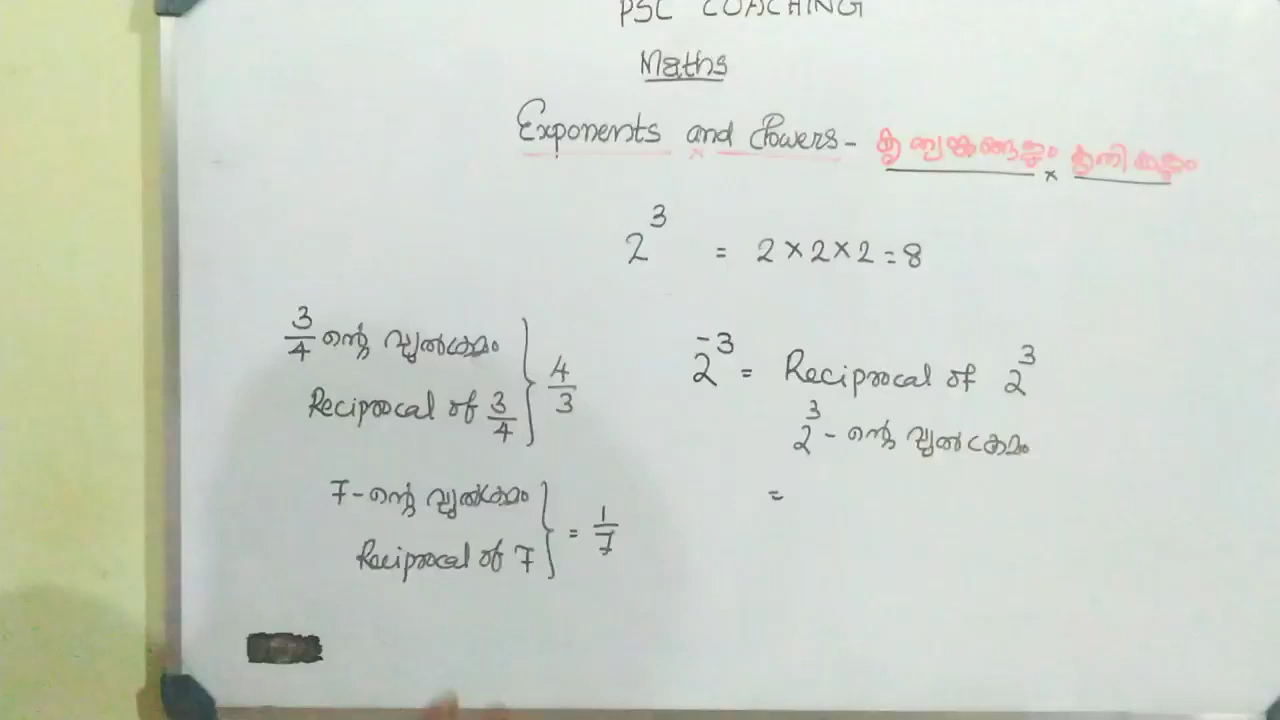 PSC COACHING
Maths
Exponents and Powers - കൃത്യങ്കങ്ങളും കൃതികളും
2³ = 2 × 2 × 2 = 8
3/4 ന്റെ വ്യുൽക്രമം
Reciprocal of 3/4 } 4/3
7 - ന്റെ വ്യുൽക്രമം
Reciprocal of 7 } = 1/7
2⁻³ = Reciprocal of 2³
2³ - ന്റെ വ്യുൽക്രമം
=